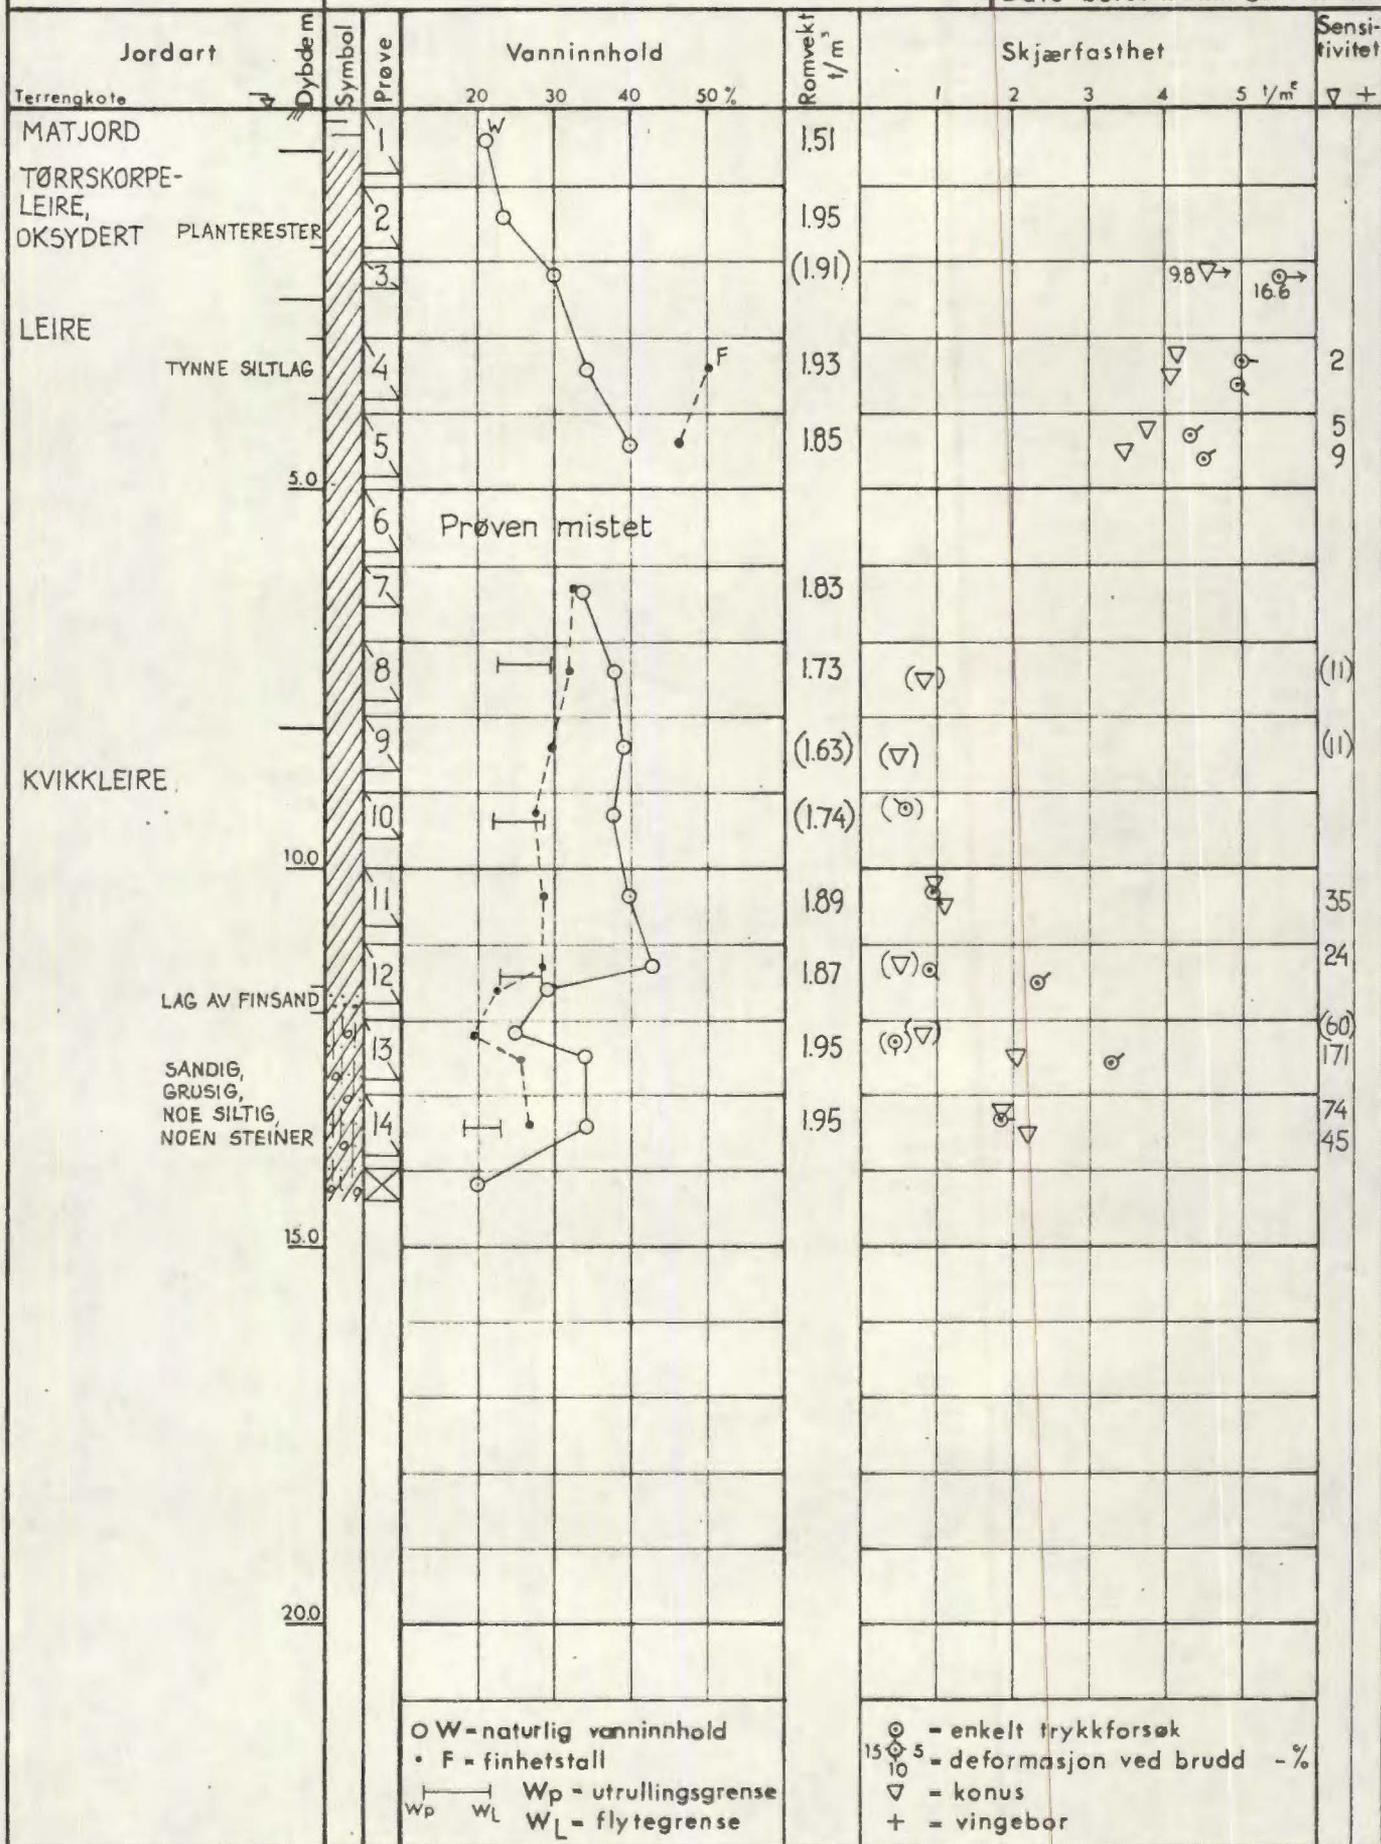 Jordart
Dybde m
Symbol
Prøve
Vanninnhold
Romvekt t/m³
Skjærfasthet
Sensi-
tivitet
Terrengkote
20 30 40 50 %
1 2 3 4 5 t/m²
▽ +
MATJORD
W
1
1.51
TØRRSKORPE-
LEIRE,
OKSYDERT PLANTERESTER
2
1.95
3
(1.91)
9.8
16.6
LEIRE
TYNNE SILTLAG
4
F
1.93
2
5
1.85
5
9
5.0
6
Prøven mistet
7
1.83
8
1.73
(11)
9
(1.63)
(11)
KVIKKLEIRE
10
(1.74)
10.0
11
1.89
35
12
1.87
24
LAG AV FINSAND
13
1.95
(60)
171
SANDIG,
GRUSIG,
NOE SILTIG,
NOEN STEINER
14
1.95
74
45
15.0
20.0
O W = naturlig vanninnhold
• F = finhetstall
Wp = utrullingsgrense
Wp WL WL = flytegrense
= enkelt trykkforsøk
15 5 10 = deformasjon ved brudd - %
▽ = konus
+ = vingebor